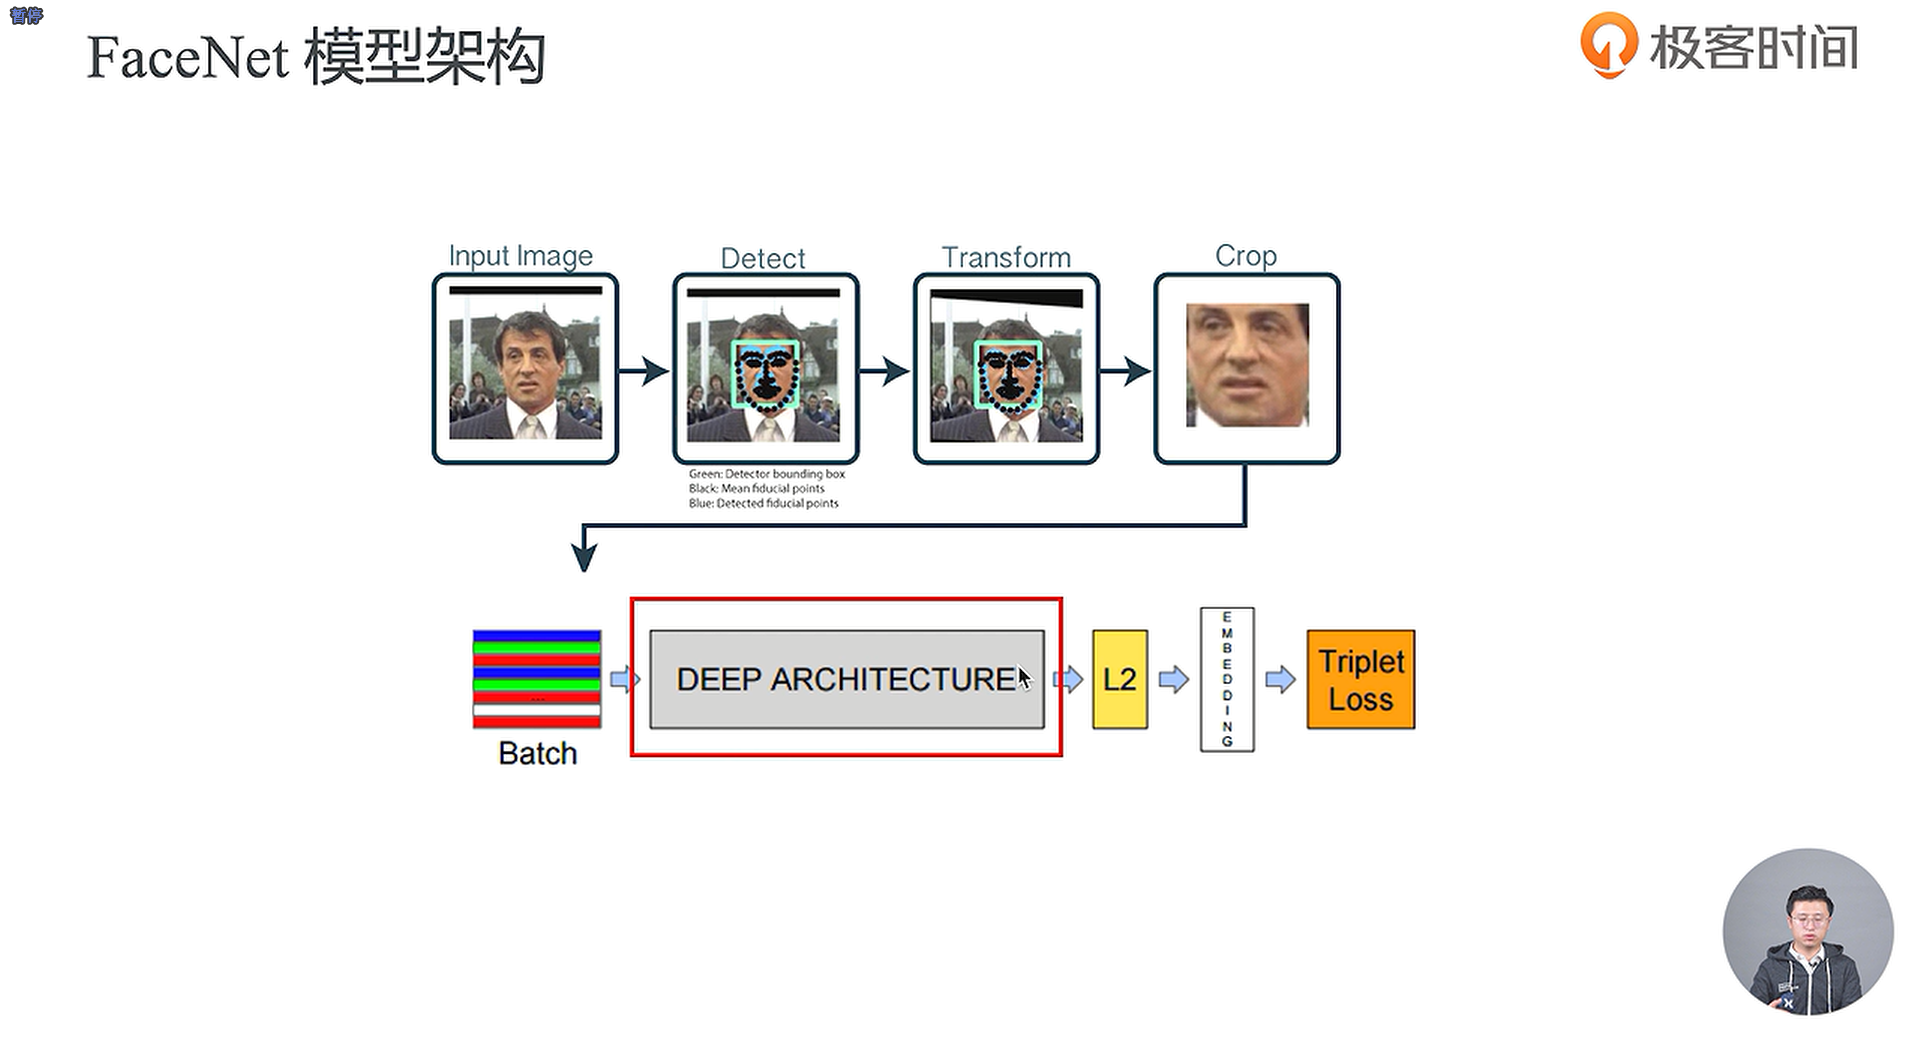 暂停
FaceNet 模型架构
极客时间
Input Image
Detect
Transform
Crop
Green: Detector bounding box
Black: Mean fiducial points
Blue: Detected fiducial points
DEEP ARCHITECTURE
L2
EMBEDDING
Triplet
Loss
...
Batch
X